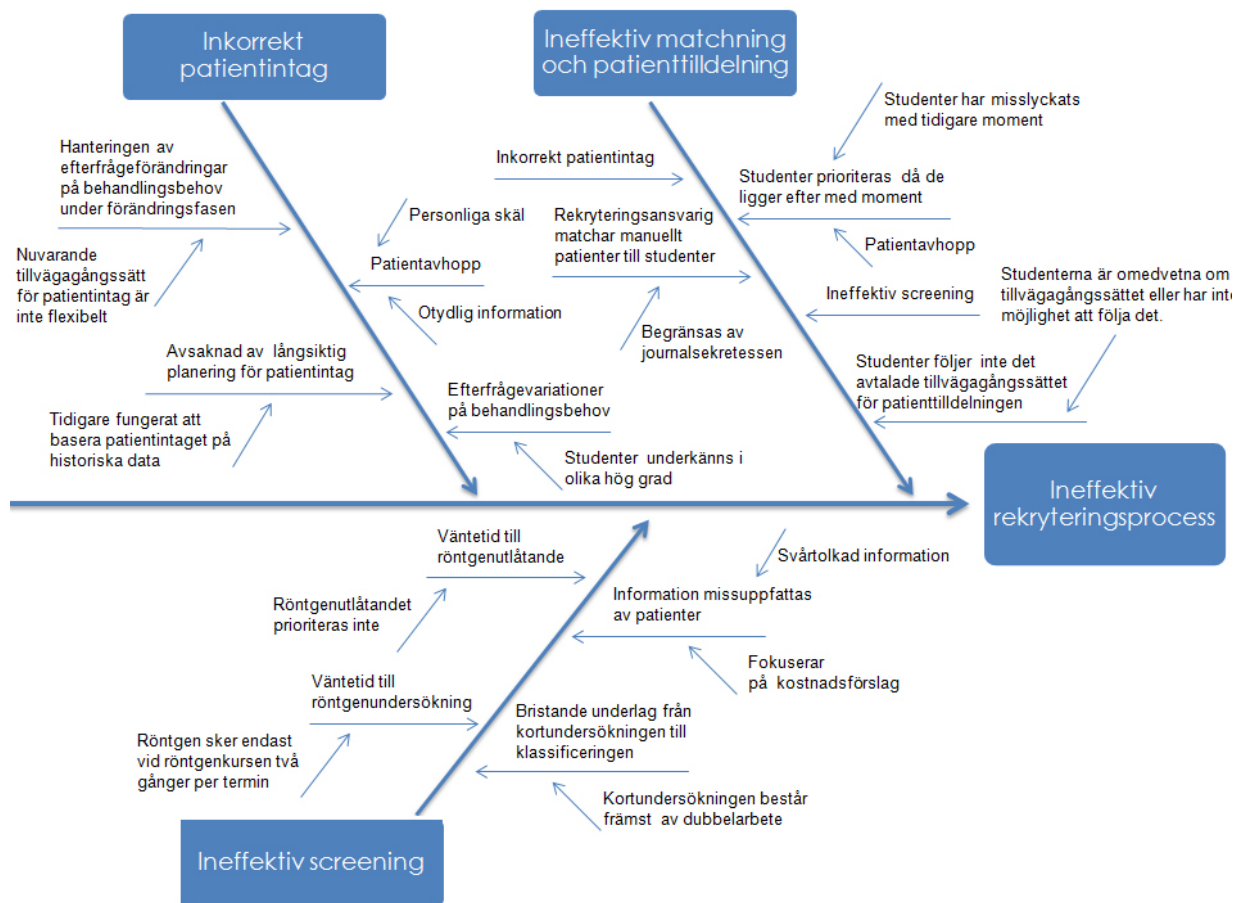 Inkorrekt
patientintag
Ineffektiv matchning
och patienttilldelning
Studenter har misslyckats
med tidigare moment
Hanteringen av
efterfrågeförändringar
på behandlingsbehov
under förändringsfasen
Inkorrekt patientintag
Studenter prioriteras då de
ligger efter med moment
Personliga skäl
Rekryteringsansvarig
matchar manuellt
patienter till studenter
Patientavhopp
Patientavhopp
Nuvarande
tillvägagångssätt
för patientintag är
inte flexibelt
Ineffektiv screening
Studenterna är omedvetna om
tillvägagångssättet eller har inte
möjlighet att följa det.
Otydlig information
Begränsas av
journalsekretessen
Avsaknad av långsiktig
planering för patientintag
Studenter följer inte det
avtalade tillvägagångssättet
för patienttilldelningen
Efterfrågevariationer
på behandlingsbehov
Tidigare fungerat att
basera patientintaget på
historiska data
Studenter underkänns i
olika hög grad
Ineffektiv
rekryteringsprocess
Väntetid till
röntgenutlåtande
Svårtolkad information
Röntgenutlåtandet
prioriteras inte
Information missuppfattas
av patienter
Väntetid till
röntgenundersökning
Fokuserar
på kostnadsförslag
Bristande underlag från
kortundersökningen till
klassificeringen
Röntgen sker endast
vid röntgenkursen två
gånger per termin
Kortundersökningen består
främst av dubbelarbete
Ineffektiv screening